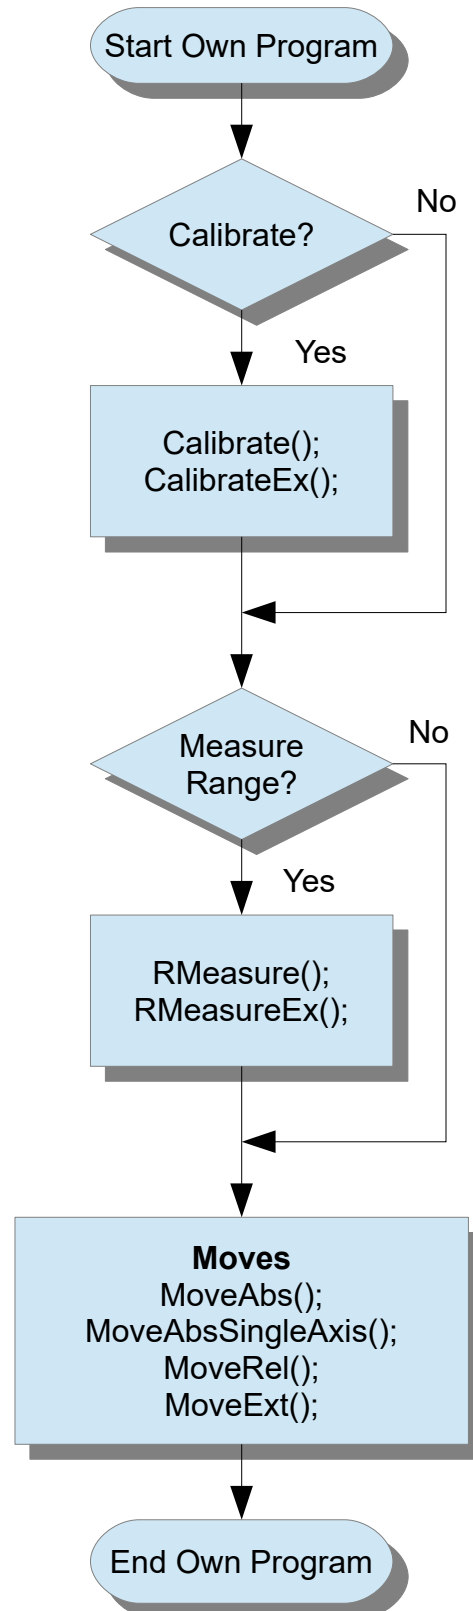 Start Own Program
No
Calibrate?
Yes
Calibrate();
CalibrateEx();
No
Measure
Range?
Yes
RMeasure();
RMeasureEx();
Moves
MoveAbs();
MoveAbsSingleAxis();
MoveRel();
MoveExt();
End Own Program